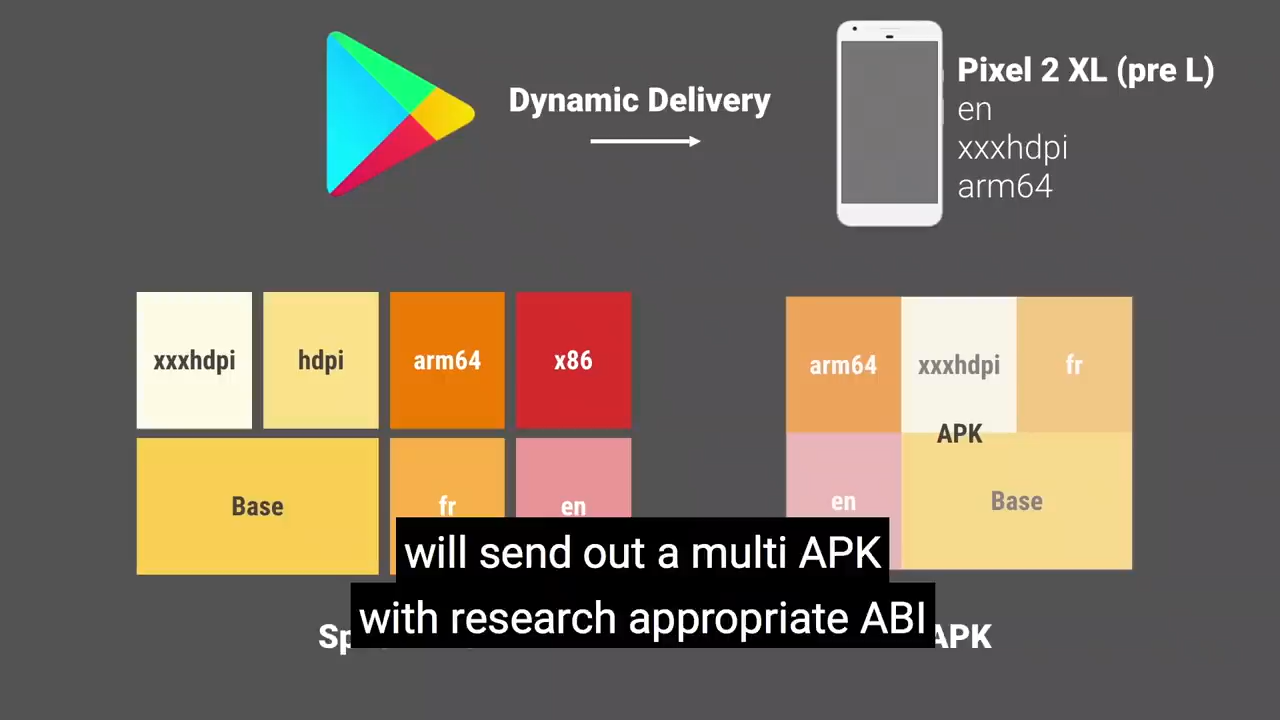 Dynamic Delivery
Pixel 2 XL (pre L)
en
xxxhdpi
arm64
xxxhdpi
hdpi
arm64
x86
Base
fr
en
arm64
xxxhdpi
fr
APK
en
Base
APK
will send out a multi APK
with research appropriate ABI